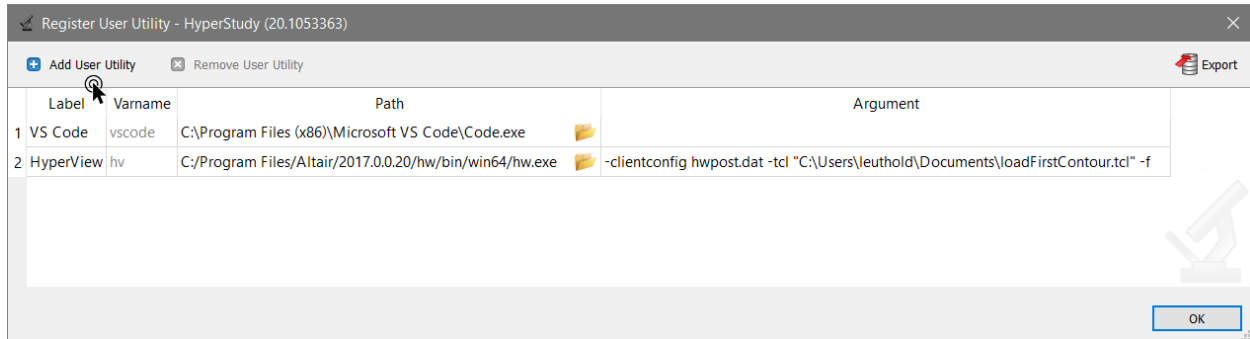 Register User Utility - HyperStudy (20.1053363)
Add User Utility Remove User Utility Export
Label Varname Path Argument
1 VS Code vscode C:\Program Files (x86)\Microsoft VS Code\Code.exe
2 HyperView hv C:/Program Files/Altair/2017.0.0.20/hw/bin/win64/hw.exe -clientconfig hwpost.dat -tcl "C:\Users\leuthold\Documents\loadFirstContour.tcl" -f
OK